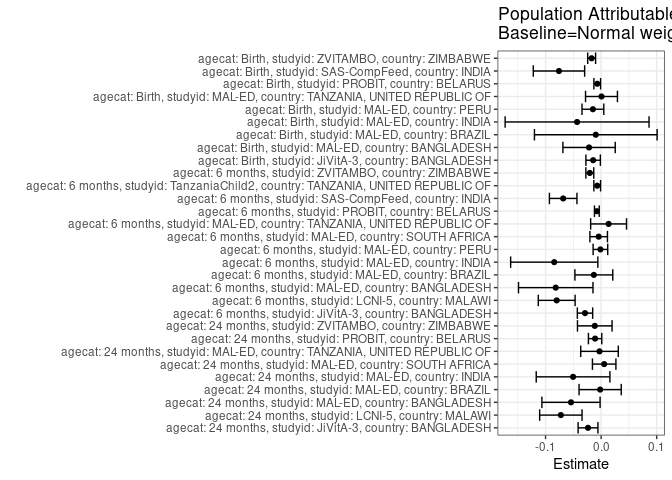 Population Attributable
Baseline=Normal weig
agecat: Birth, studyid: ZVITAMBO, country: ZIMBABWE
agecat: Birth, studyid: SAS-CompFeed, country: INDIA
agecat: Birth, studyid: PROBIT, country: BELARUS
agecat: Birth, studyid: MAL-ED, country: TANZANIA, UNITED REPUBLIC OF
agecat: Birth, studyid: MAL-ED, country: PERU
agecat: Birth, studyid: MAL-ED, country: INDIA
agecat: Birth, studyid: MAL-ED, country: BRAZIL
agecat: Birth, studyid: MAL-ED, country: BANGLADESH
agecat: Birth, studyid: JiVitA-3, country: BANGLADESH
agecat: 6 months, studyid: ZVITAMBO, country: ZIMBABWE
agecat: 6 months, studyid: TanzaniaChild2, country: TANZANIA, UNITED REPUBLIC OF
agecat: 6 months, studyid: SAS-CompFeed, country: INDIA
agecat: 6 months, studyid: PROBIT, country: BELARUS
agecat: 6 months, studyid: MAL-ED, country: TANZANIA, UNITED REPUBLIC OF
agecat: 6 months, studyid: MAL-ED, country: SOUTH AFRICA
agecat: 6 months, studyid: MAL-ED, country: PERU
agecat: 6 months, studyid: MAL-ED, country: INDIA
agecat: 6 months, studyid: MAL-ED, country: BRAZIL
agecat: 6 months, studyid: MAL-ED, country: BANGLADESH
agecat: 6 months, studyid: LCNI-5, country: MALAWI
agecat: 6 months, studyid: JiVitA-3, country: BANGLADESH
agecat: 24 months, studyid: ZVITAMBO, country: ZIMBABWE
agecat: 24 months, studyid: PROBIT, country: BELARUS
agecat: 24 months, studyid: MAL-ED, country: TANZANIA, UNITED REPUBLIC OF
agecat: 24 months, studyid: MAL-ED, country: SOUTH AFRICA
agecat: 24 months, studyid: MAL-ED, country: INDIA
agecat: 24 months, studyid: MAL-ED, country: BRAZIL
agecat: 24 months, studyid: MAL-ED, country: BANGLADESH
agecat: 24 months, studyid: LCNI-5, country: MALAWI
agecat: 24 months, studyid: JiVitA-3, country: BANGLADESH
-0.1 0.0 0.1
Estimate